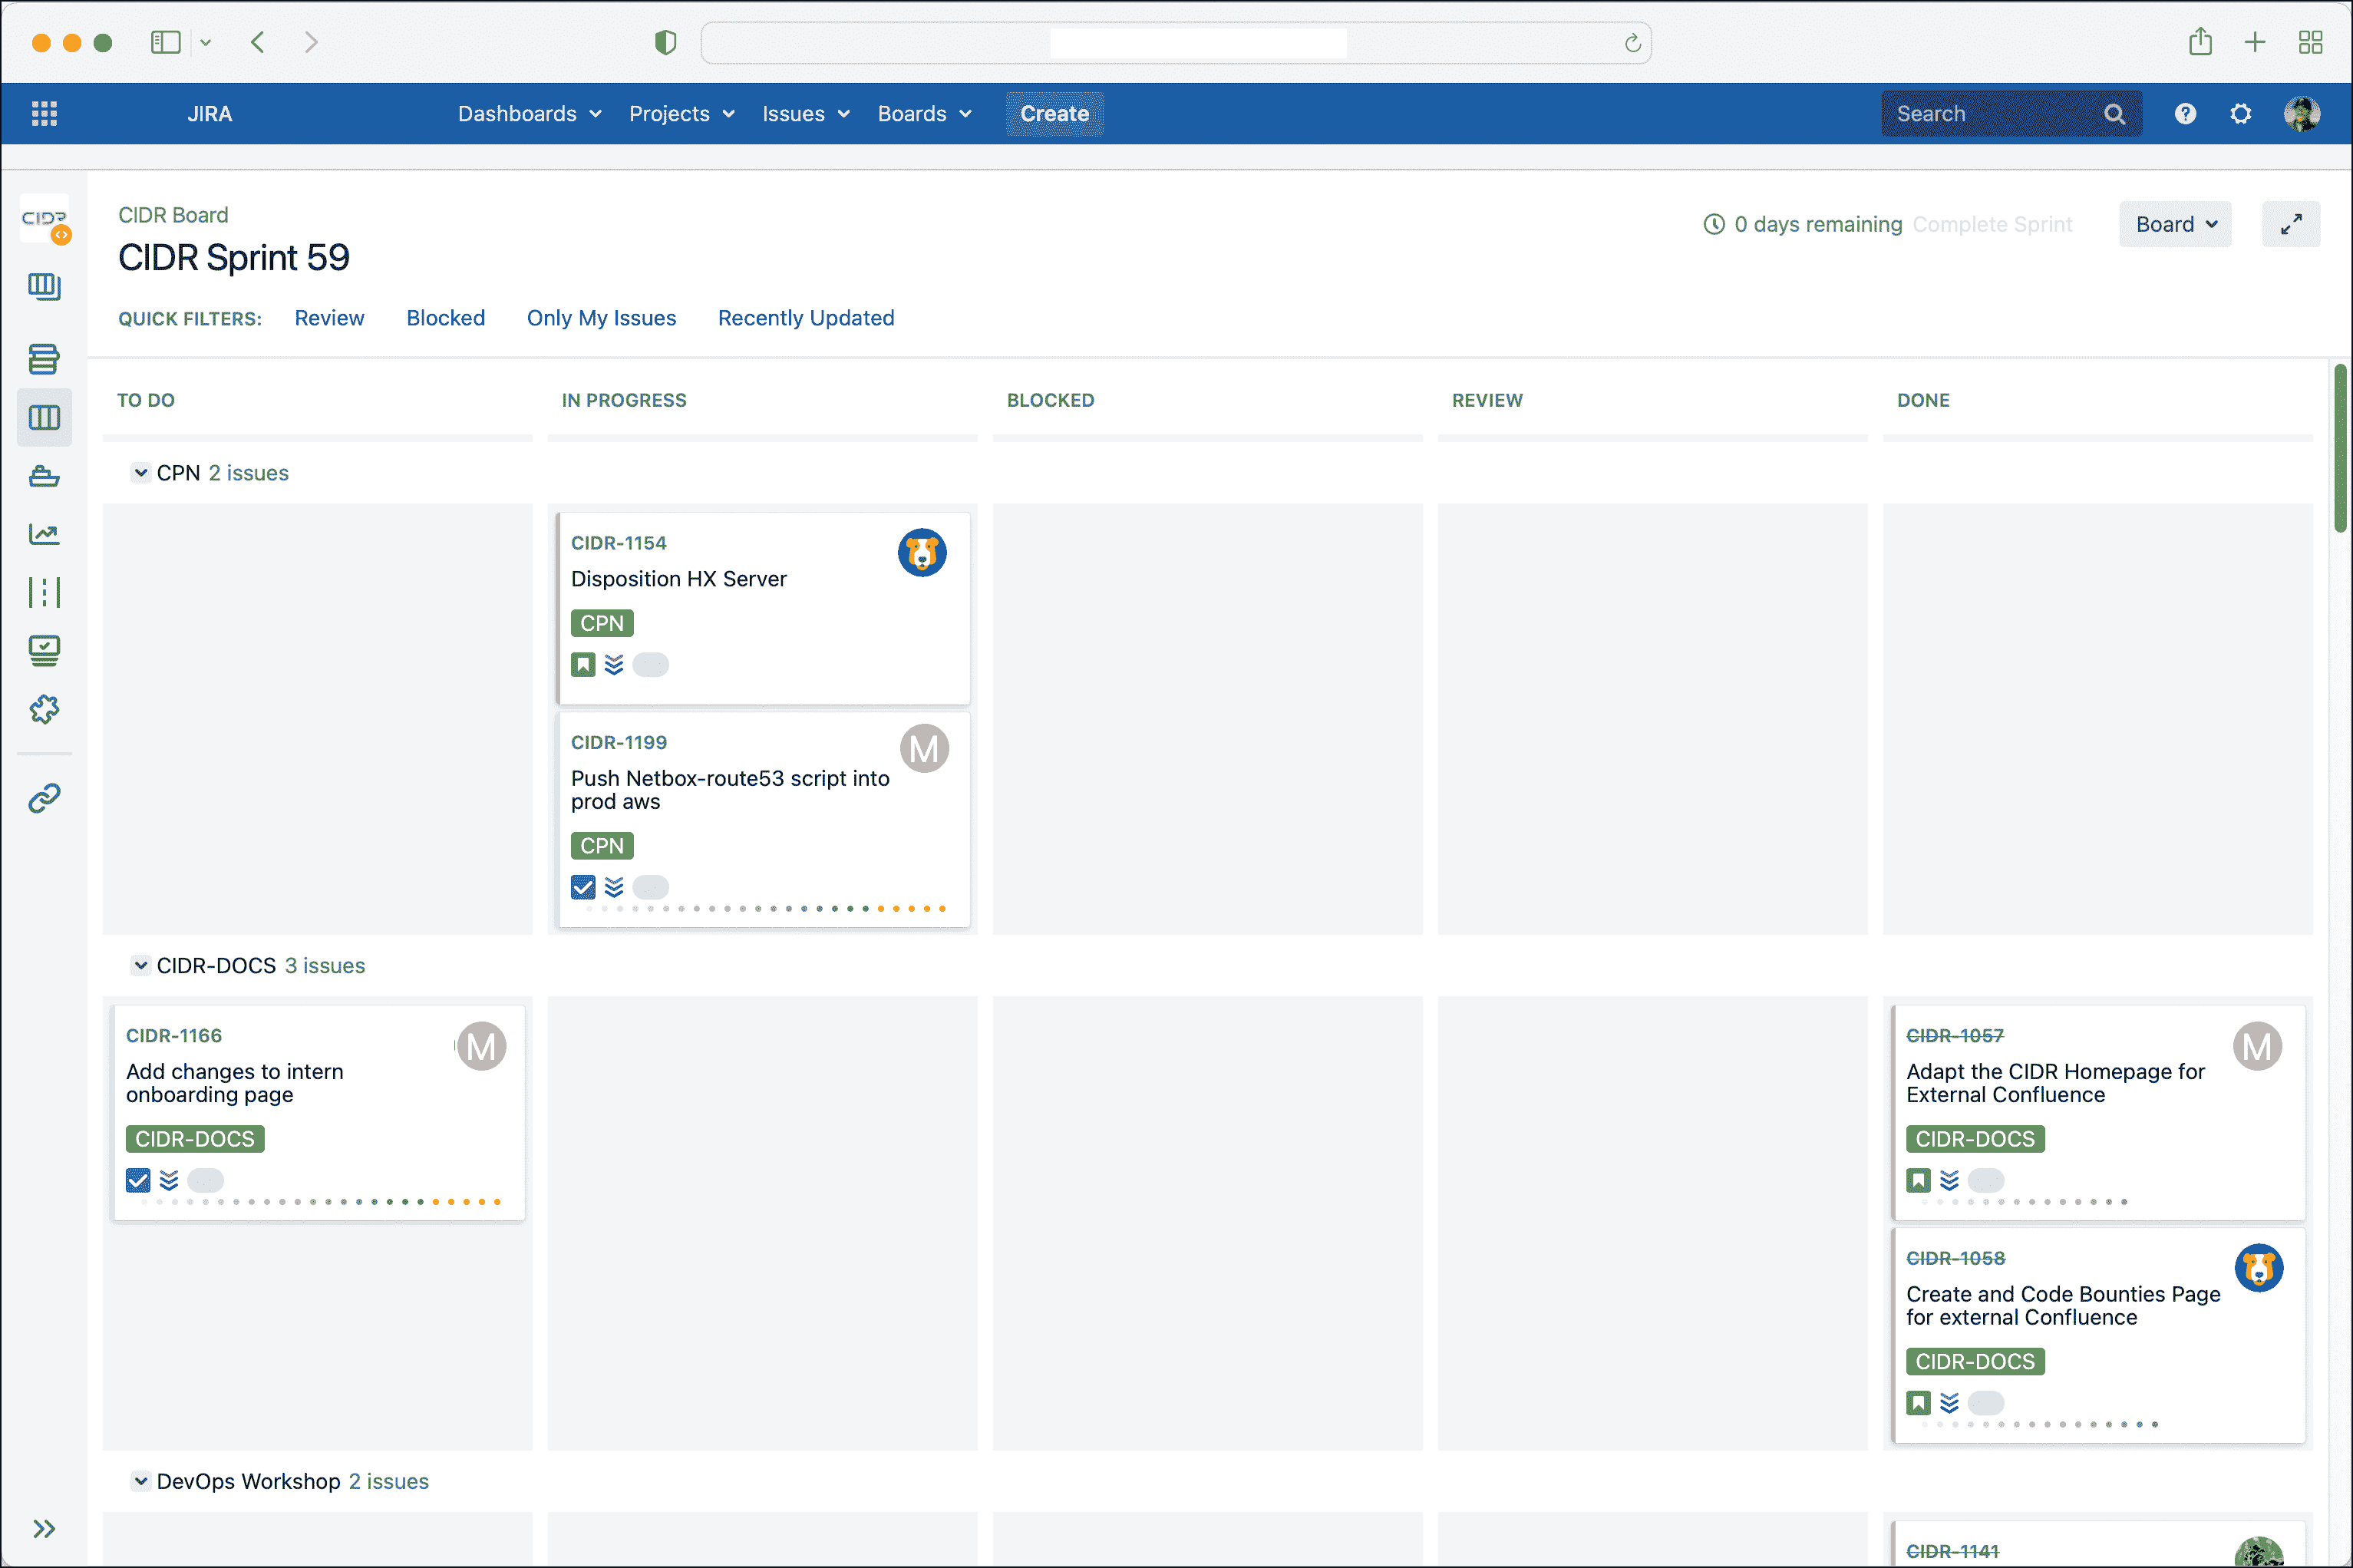 JIRA
Dashboards
Projects
Issues
Boards
Create
Search
CIDR
CIDR Board
CIDR Sprint 59
0 days remaining
Complete Sprint
Board
QUICK FILTERS:
Review
Blocked
Only My Issues
Recently Updated
TO DO
IN PROGRESS
BLOCKED
REVIEW
DONE
CPN 2 issues
CIDR-1154
Disposition HX Server
CPN
CIDR-1199
M
Push Netbox-route53 script into
prod aws
CPN
CIDR-DOCS 3 issues
CIDR-1166
M
Add changes to intern
onboarding page
CIDR-DOCS
CIDR-1057
M
Adapt the CIDR Homepage for
External Confluence
CIDR-DOCS
CIDR-1058
Create and Code Bounties Page
for external Confluence
CIDR-DOCS
DevOps Workshop 2 issues
CIDR-1141